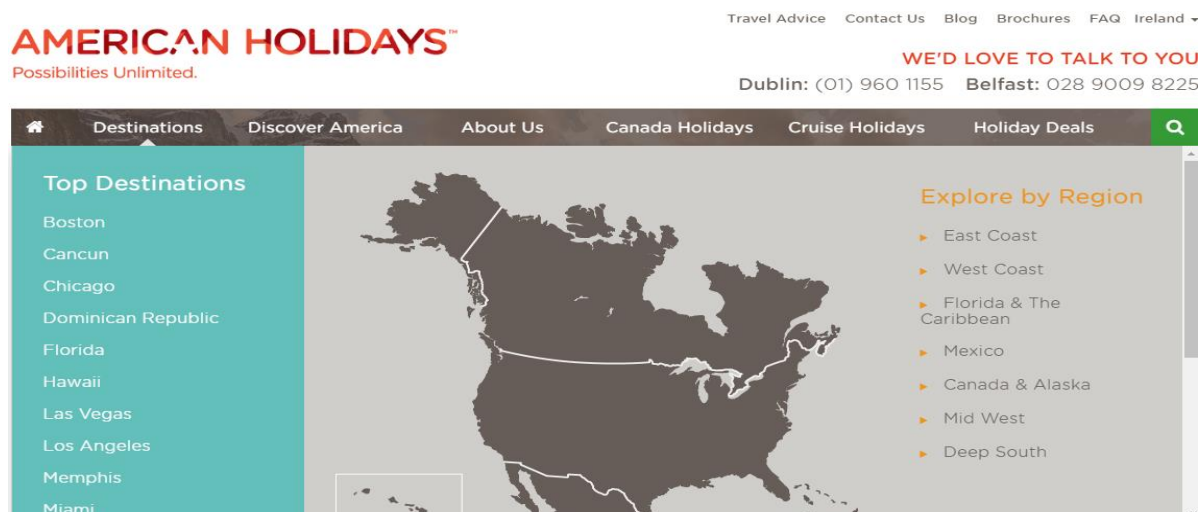 Travel Advice Contact Us Blog Brochures FAQ Ireland
AMERICAN HOLIDAYS™
Possibilities Unlimited.
WE'D LOVE TO TALK TO YOU
Dublin: (01) 960 1155 Belfast: 028 9009 8225
Destinations Discover America About Us Canada Holidays Cruise Holidays Holiday Deals
Top Destinations
Boston
Cancun
Chicago
Dominican Republic
Florida
Hawaii
Las Vegas
Los Angeles
Memphis
Miami
Explore by Region
East Coast
West Coast
Florida & The
Caribbean
Mexico
Canada & Alaska
Mid West
Deep South